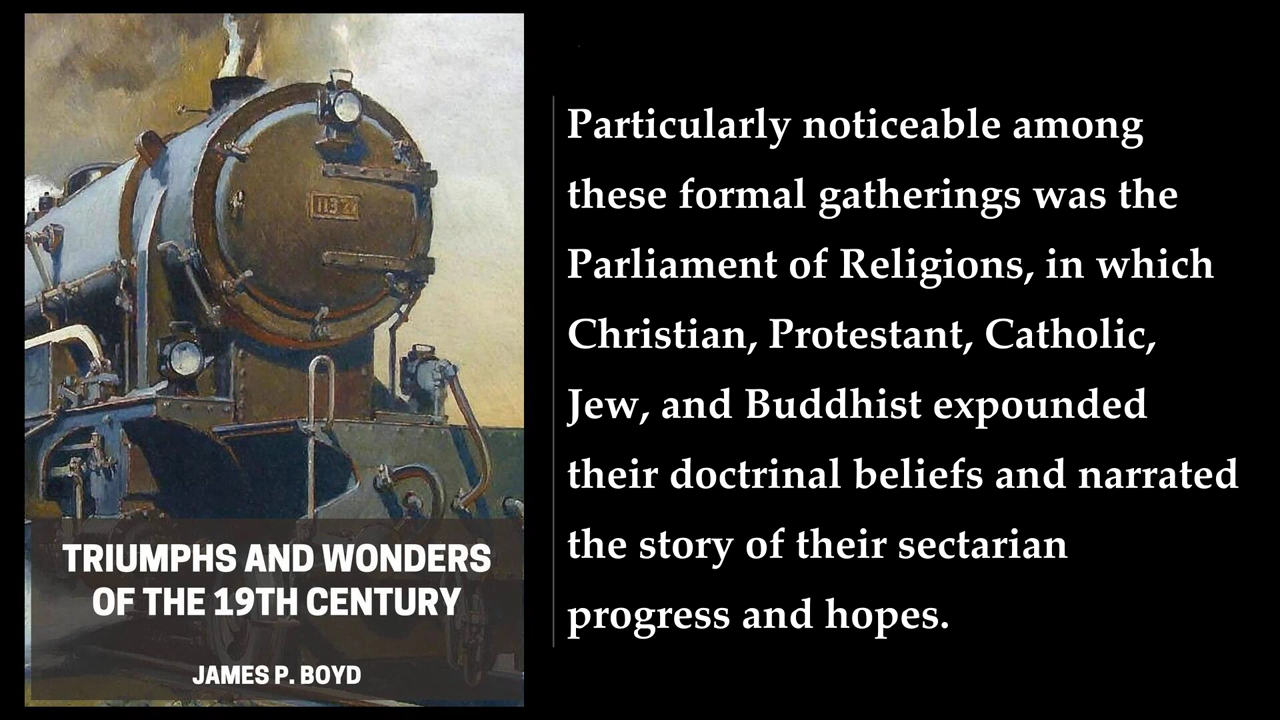 TRIUMPHS AND WONDERS
OF THE 19TH CENTURY
JAMES P. BOYD
Particularly noticeable among
these formal gatherings was the
Parliament of Religions, in which
Christian, Protestant, Catholic,
Jew, and Buddhist expounded
their doctrinal beliefs and narrated
the story of their sectarian
progress and hopes.